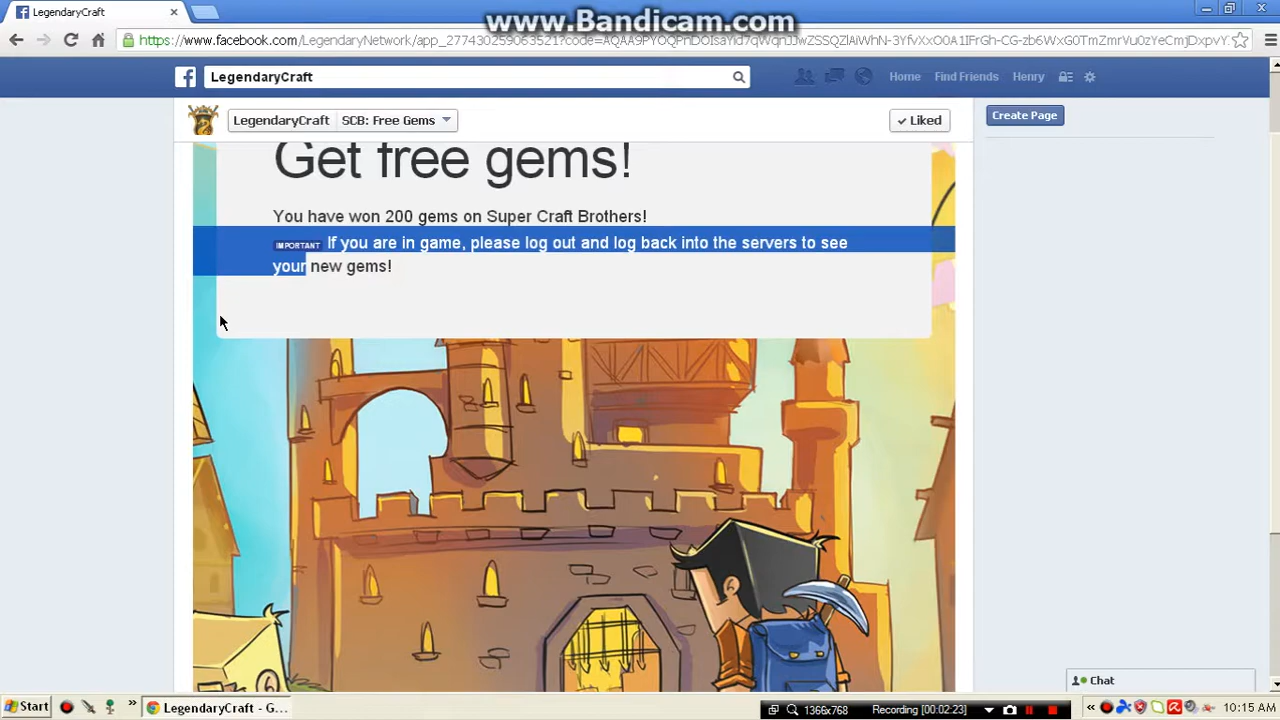 www.Bandicam.com
LegendaryCraft
LegendaryCraft
Home
Find Friends
Henry
LegendaryCraft
SCB: Free Gems
Liked
Create Page
Get free gems!
You have won 200 gems on Super Craft Brothers!
IMPORTANT If you are in game, please log out and log back into the servers to see
your new gems!
Chat
Start
LegendaryCraft - G...
1366x768
Recording [00:02:23]
10:15 AM